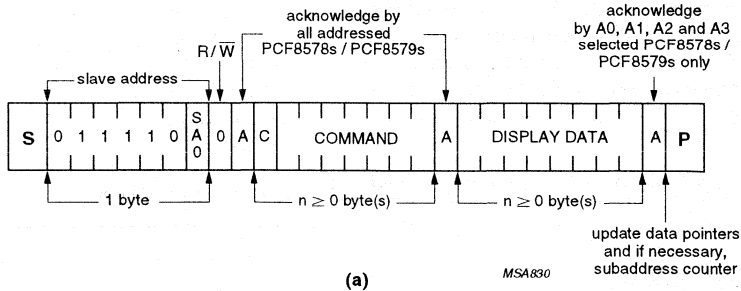 acknowledge by
all addressed
PCF8578s / PCF8579s
acknowledge
by A0, A1, A2 and A3
selected PCF8578s /
PCF8579s only
R/W̅
slave address
S 0 1 1 1 1 0 SA0 0 A C COMMAND A DISPLAY DATA A P
1 byte
n ≥ 0 byte(s)
n ≥ 0 byte(s)
update data pointers
and if necessary,
subaddress counter
(a)
MSA830